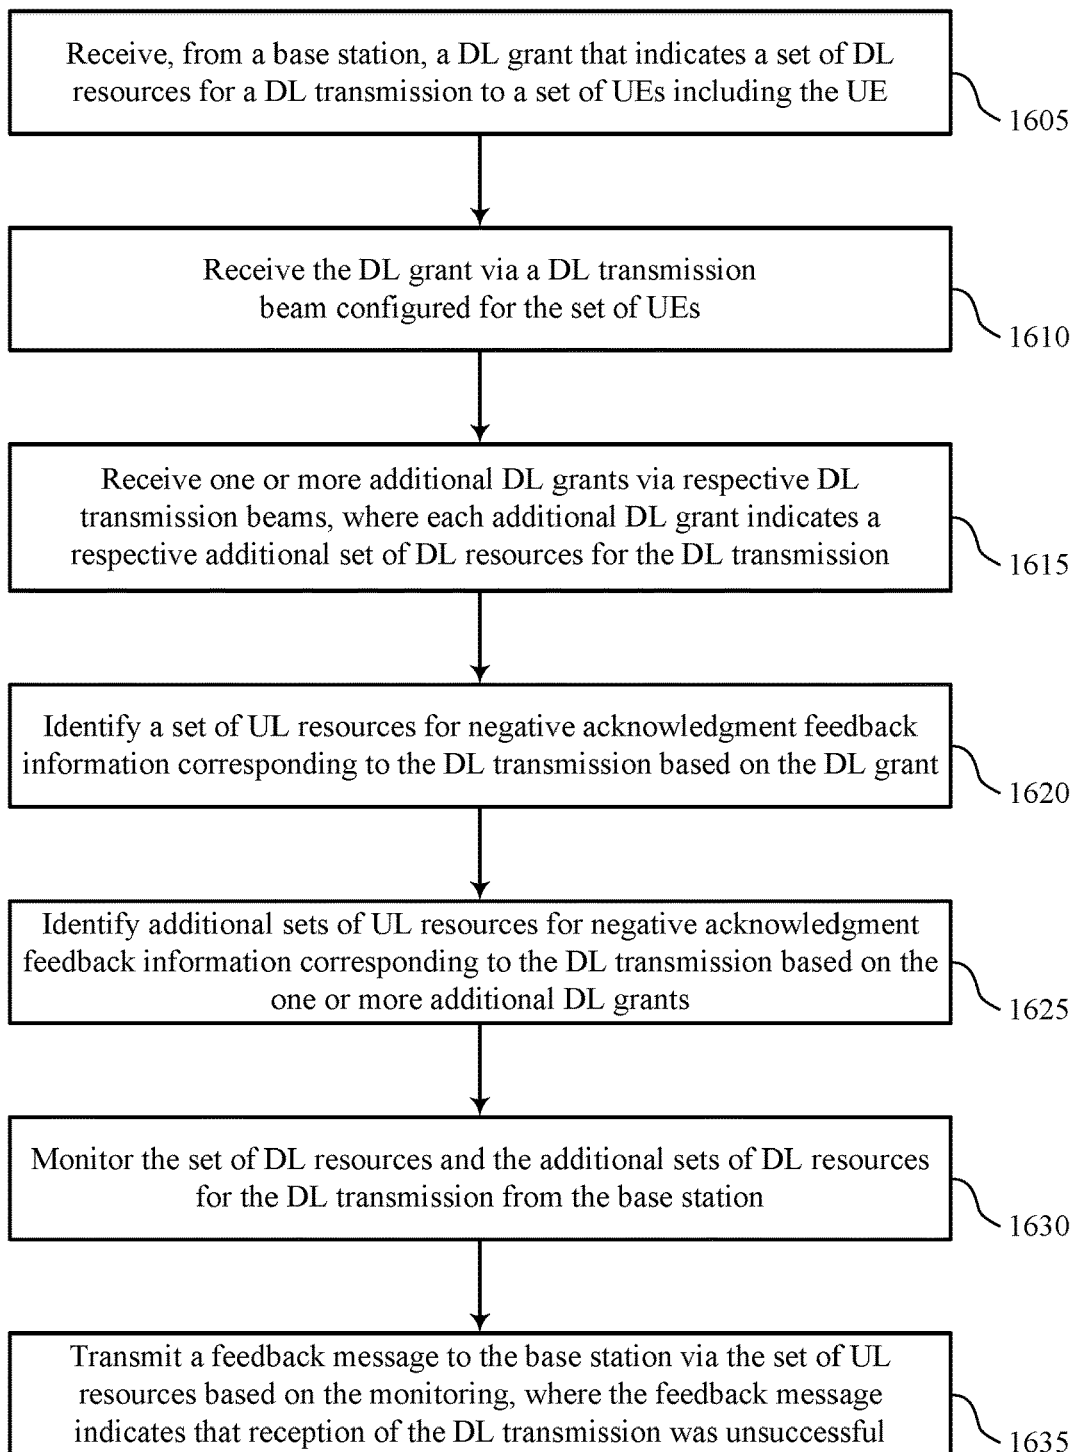 Receive, from a base station, a DL grant that indicates a set of DL
resources for a DL transmission to a set of UEs including the UE
1605
Receive the DL grant via a DL transmission
beam configured for the set of UEs
1610
Receive one or more additional DL grants via respective DL
transmission beams, where each additional DL grant indicates a
respective additional set of DL resources for the DL transmission
1615
Identify a set of UL resources for negative acknowledgment feedback
information corresponding to the DL transmission based on the DL grant
1620
Identify additional sets of UL resources for negative acknowledgment
feedback information corresponding to the DL transmission based on the
one or more additional DL grants
1625
Monitor the set of DL resources and the additional sets of DL resources
for the DL transmission from the base station
1630
Transmit a feedback message to the base station via the set of UL
resources based on the monitoring, where the feedback message
indicates that reception of the DL transmission was unsuccessful
1635